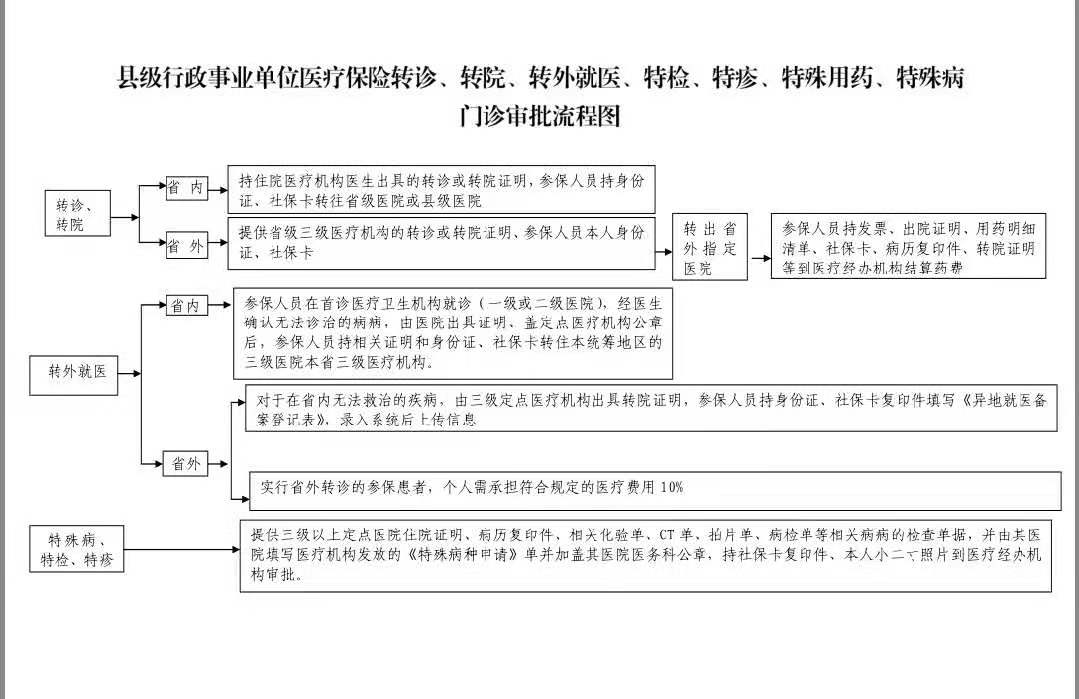 县级行政事业单位医疗保险转诊、转院、转外就医、特检、特疹、特殊用药、特殊病
门诊审批流程图
转诊、
转院
省 内
持住院医疗机构医生出具的转诊或转院证明,参保人员持身份
证、社保卡转往省级医院或县级医院
省 外
提供省级三级医疗机构的转诊或转院证明、参保人员本人身份
证、社保卡
转出省
外指定
医院
参保人员持发票、出院证明、用药明细
清单、社保卡、病历复印件、转院证明
等到医疗经办机构结算药费
转外就医
省内
参保人员在首诊医疗卫生机构就诊(一级或二级医院),经医生
确认无法诊治的病病,由医院出具证明、盖定点医疗机构公章
后,参保人员持相关证明和身份证、社保卡转住本统筹地区的
三级医院本省三级医疗机构。
省外
对于在省内无法救治的疾病,由三级定点医疗机构出具转院证明,参保人员持身份证、社保卡复印件填写《异地就医备
案登记表》,录入系统后上传信息
实行省外转诊的参保患者,个人需承担符合规定的医疗费用10%
特殊病、
特检、特疹
提供三级以上定点医院住院证明、病历复印件、相关化验单、CT单、拍片单、病检单等相关病病的检查单据,并由其医
院填写医疗机构发放的《特殊病种申请》单并加盖其医院医务科公章,持社保卡复印件、本人小二寸照片到医疗经办机
构审批。